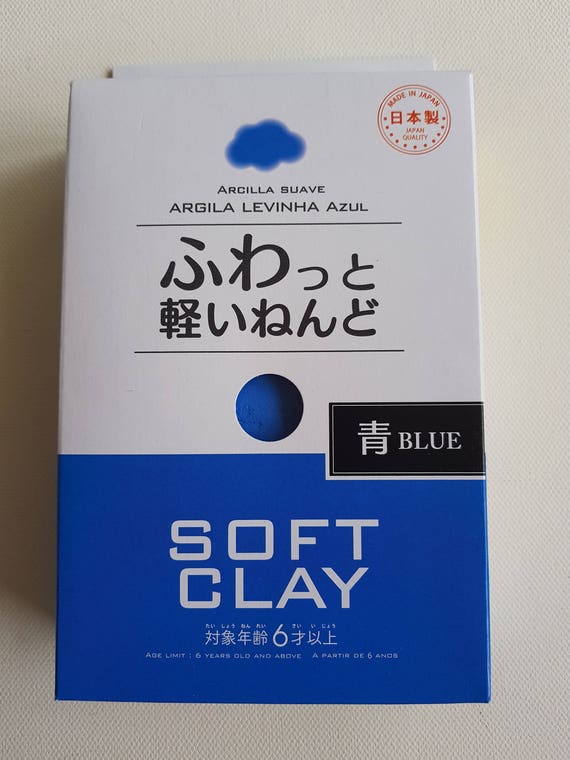 MADE IN JAPAN
日本製
JAPAN
QUALITY
ARCILLA SUAVE
ARGILA LEVINHA AZUL
ふわっと
軽いねんど
青 BLUE
SOFT
CLAY
たいしょうねんれい さいいじょう
対象年齢6才以上
AGE LIMIT : 6 YEARS OLD AND ABOVE A PARTIR DE 6 ANOS